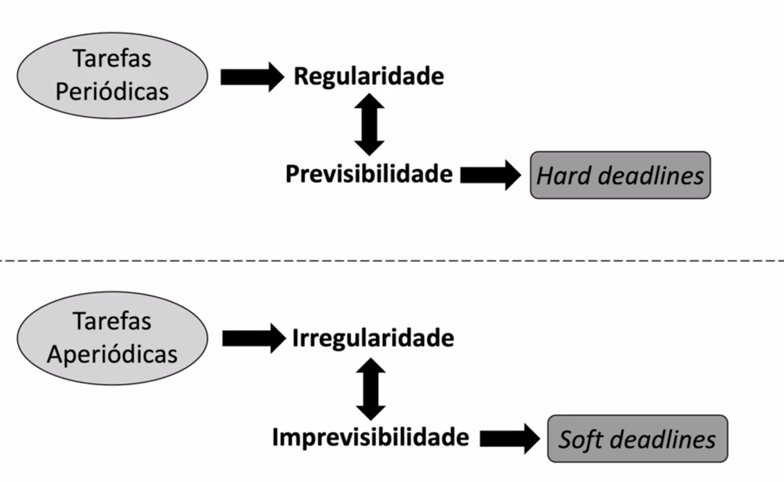 Tarefas
Periódicas
Regularidade
Previsibilidade
Hard deadlines
Tarefas
Aperiódicas
Irregularidade
Imprevisibilidade
Soft deadlines